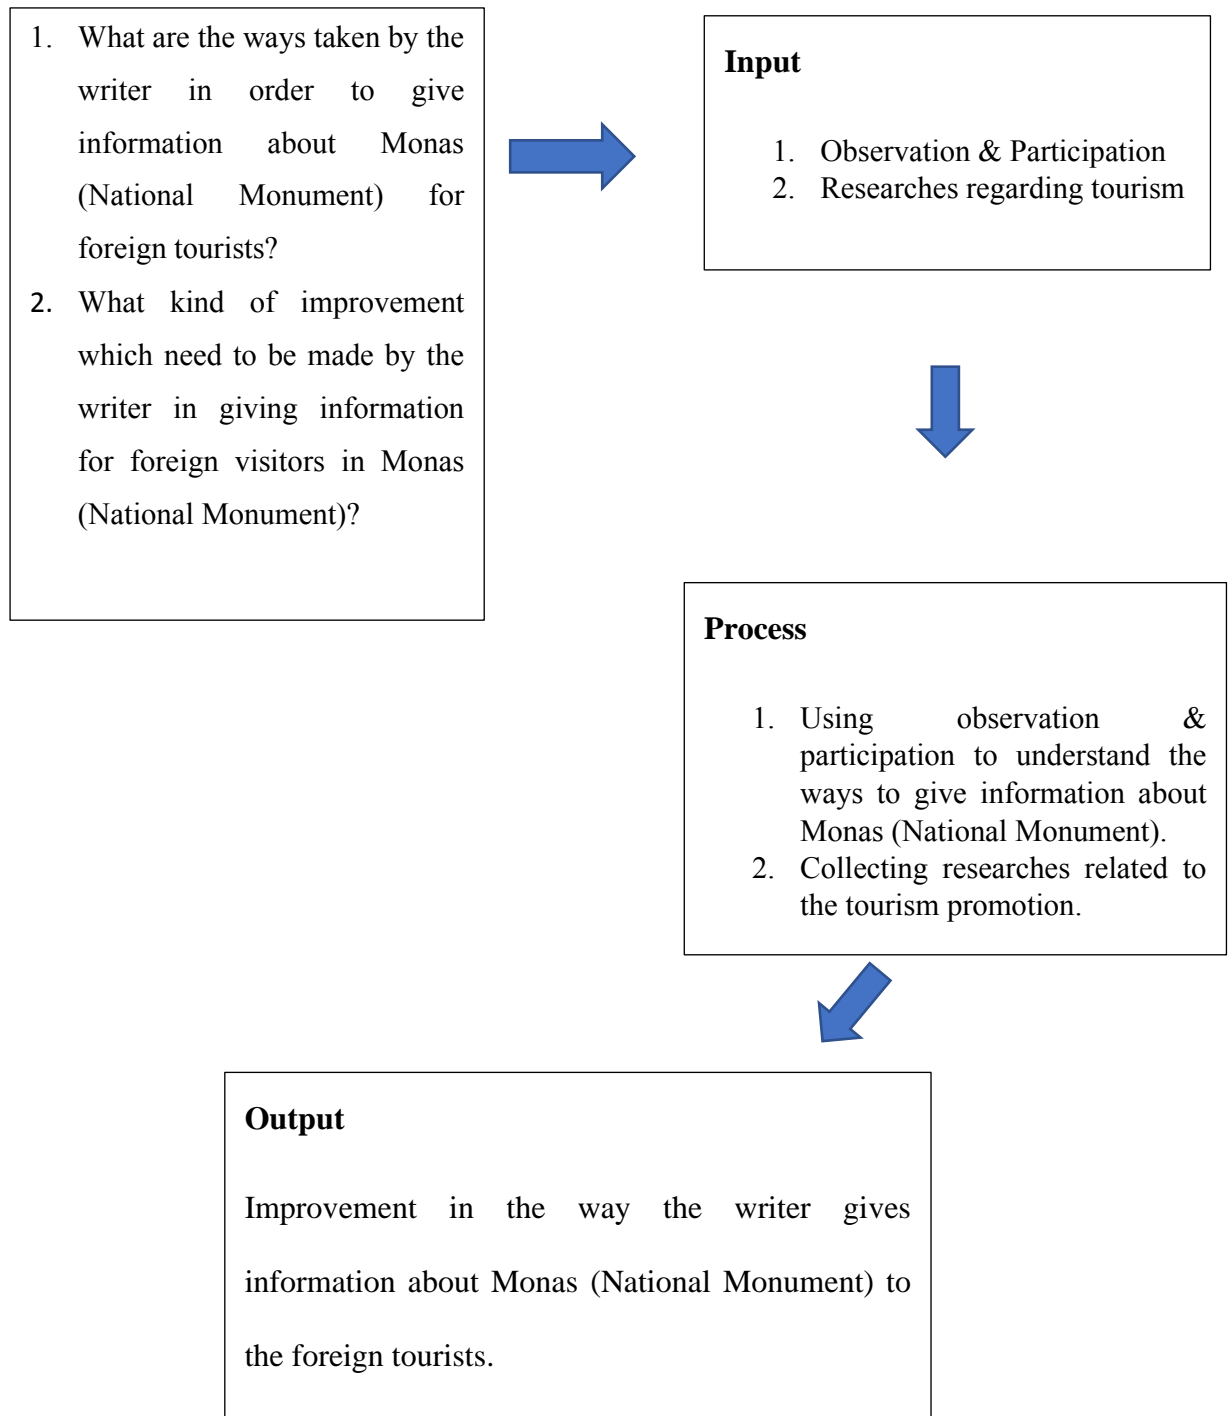 1. What are the ways taken by the
writer in order to give
information about Monas
(National Monument) for
foreign tourists?
2. What kind of improvement
which need to be made by the
writer in giving information
for foreign visitors in Monas
(National Monument)?
Input
1. Observation & Participation
2. Researches regarding tourism
Process
1. Using observation &
participation to understand the
ways to give information about
Monas (National Monument).
2. Collecting researches related to
the tourism promotion.
Output
Improvement in the way the writer gives
information about Monas (National Monument) to
the foreign tourists.